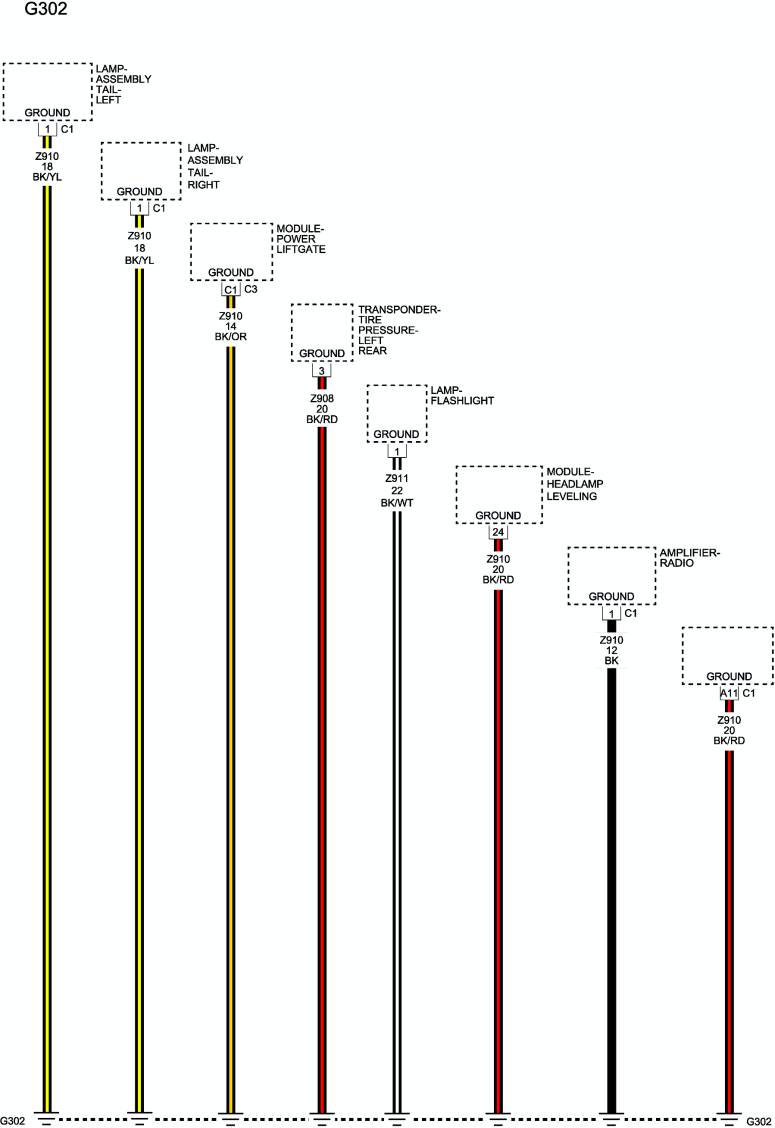 G302
LAMP-
ASSEMBLY
TAIL-
LEFT
GROUND
1 C1
Z910
18
BK/YL
LAMP-
ASSEMBLY
TAIL-
RIGHT
GROUND
1 C1
Z910
18
BK/YL
MODULE-
POWER
LIFTGATE
GROUND
C1 C3
Z910
14
BK/OR
TRANSPONDER-
TIRE
PRESSURE-
LEFT
REAR
GROUND
3
Z908
20
BK/RD
LAMP-
FLASHLIGHT
GROUND
1
Z911
22
BK/WT
MODULE-
HEADLAMP
LEVELING
GROUND
24
Z910
20
BK/RD
AMPLIFIER-
RADIO
GROUND
1 C1
Z910
12
BK
GROUND
A11 C1
Z910
20
BK/RD
G302
G302